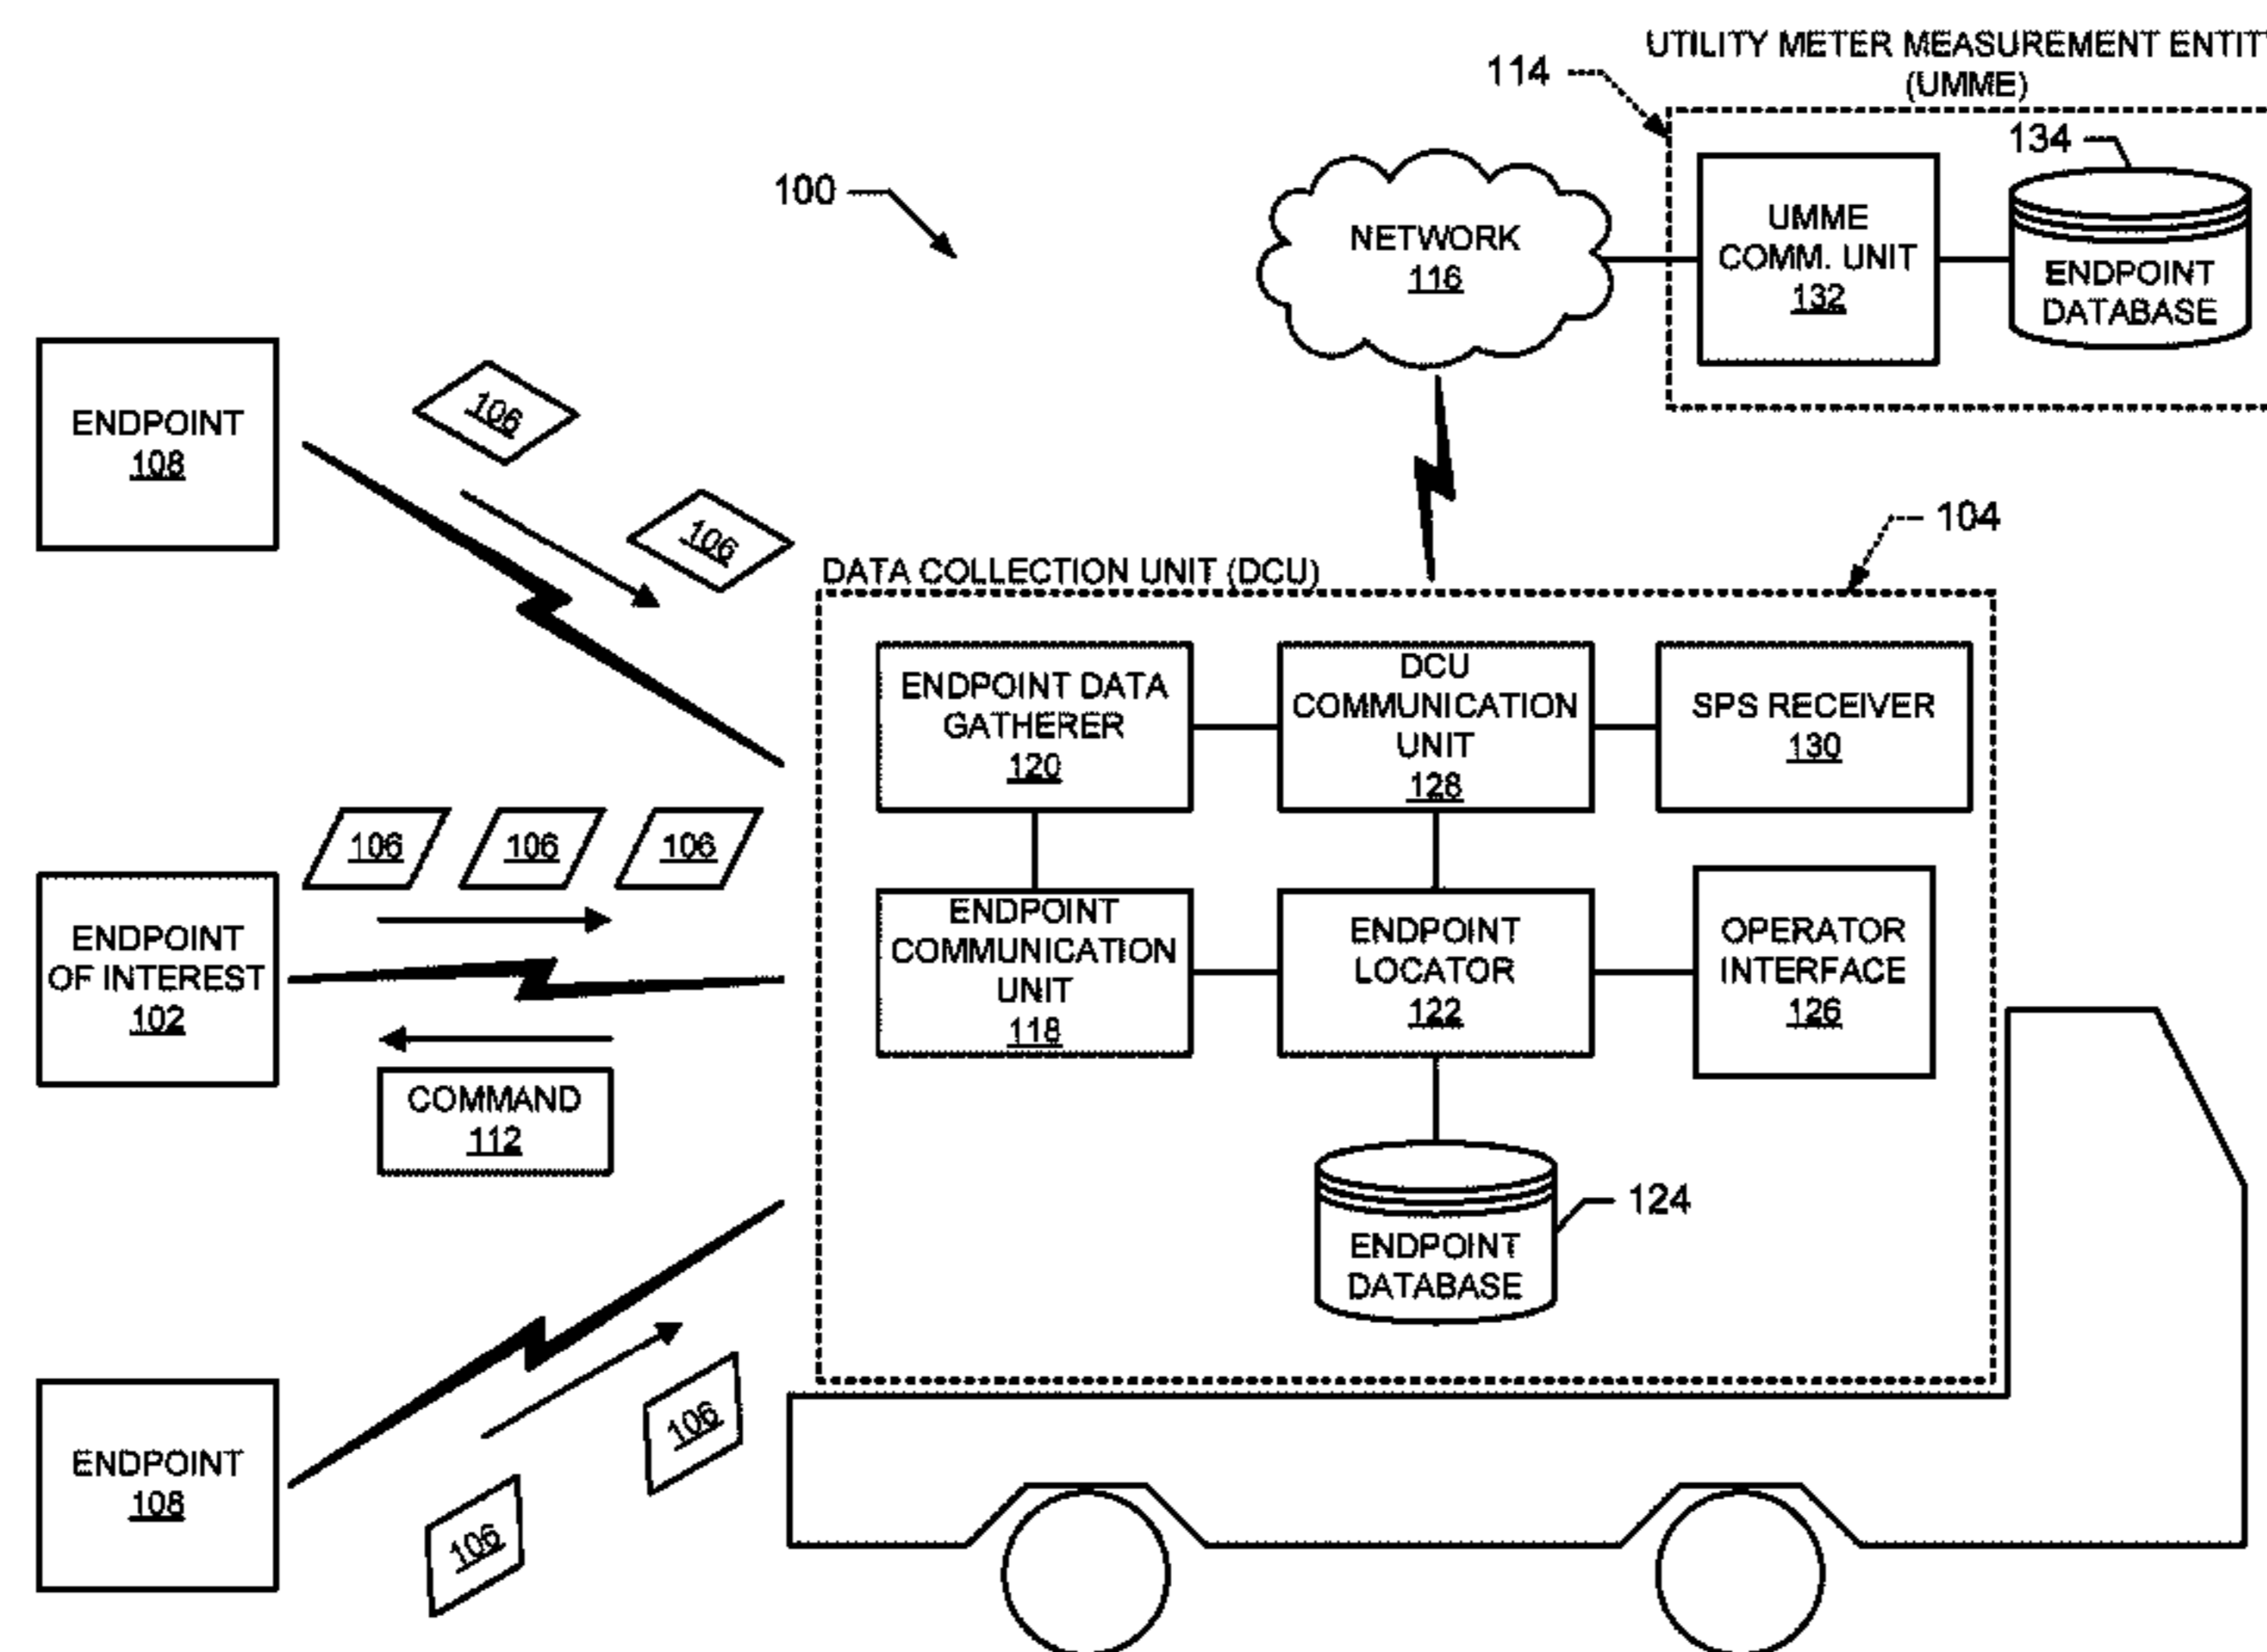 UTILITY METER MEASUREMENT ENTIT
(UMME)
114
134
100
NETWORK
116
UMME
COMM. UNIT
132
ENDPOINT
DATABASE
ENDPOINT
108
106
106
104
DATA COLLECTION UNIT (DCU)
ENDPOINT DATA
GATHERER
120
DCU
COMMUNICATION
UNIT
128
SPS RECEIVER
130
106
106
106
ENDPOINT
OF INTEREST
102
ENDPOINT
COMMUNICATION
UNIT
118
ENDPOINT
LOCATOR
122
OPERATOR
INTERFACE
126
COMMAND
112
124
ENDPOINT
DATABASE
ENDPOINT
108
106
106